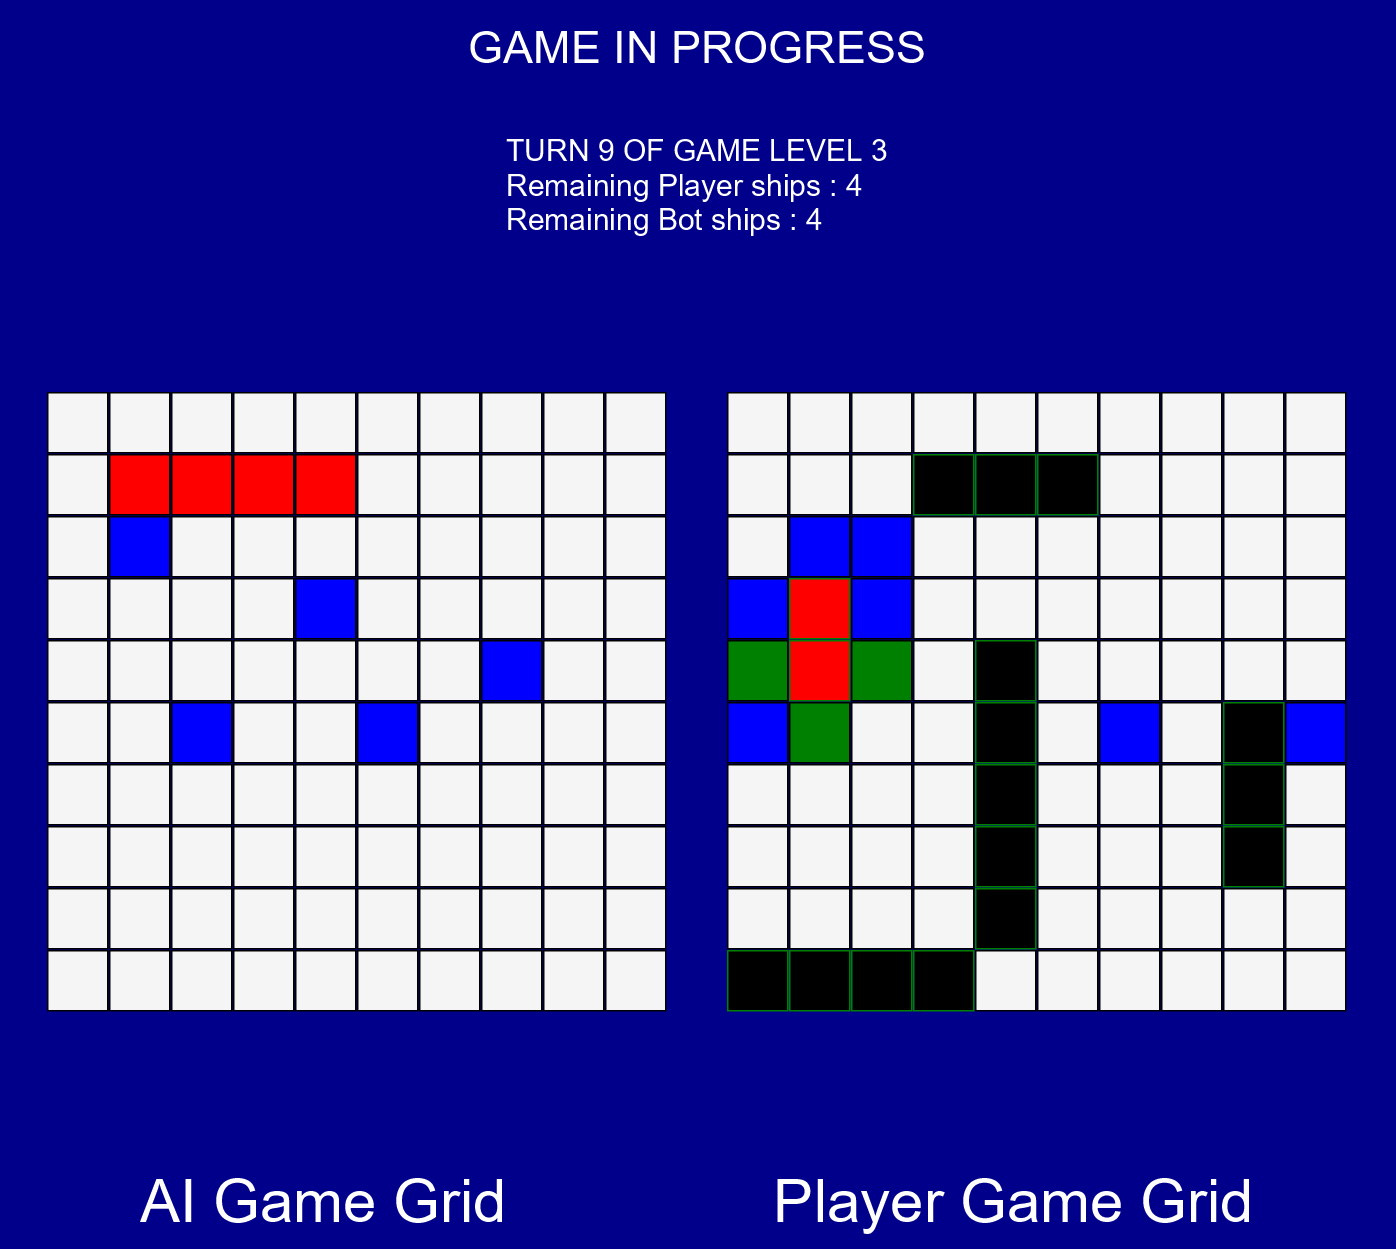 GAME IN PROGRESS
TURN 9 OF GAME LEVEL 3
Remaining Player ships : 4
Remaining Bot ships : 4
AI Game Grid
Player Game Grid